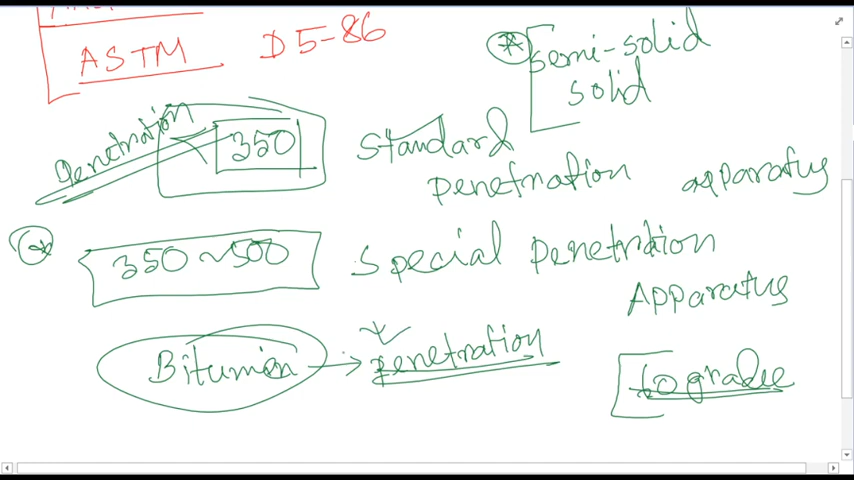 ASTM D5-86
* semi-solid
solid
Penetration < 350 Standard
penetration apparatus
* 350 ~ 500 Special penetration
Apparatus
Bitumen → penetration
to gradee